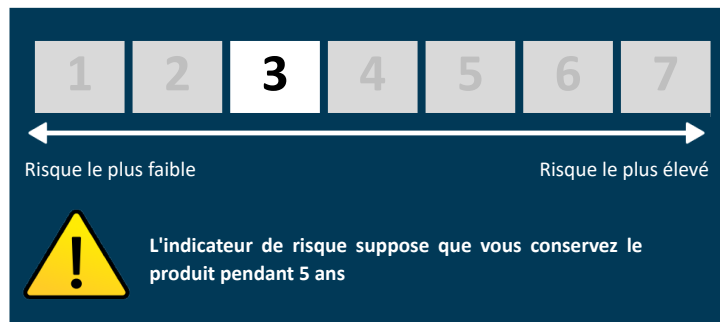 1 2 3 4 5 6 7
Risque le plus faible Risque le plus élevé
!
L'indicateur de risque suppose que vous conservez le
produit pendant 5 ans